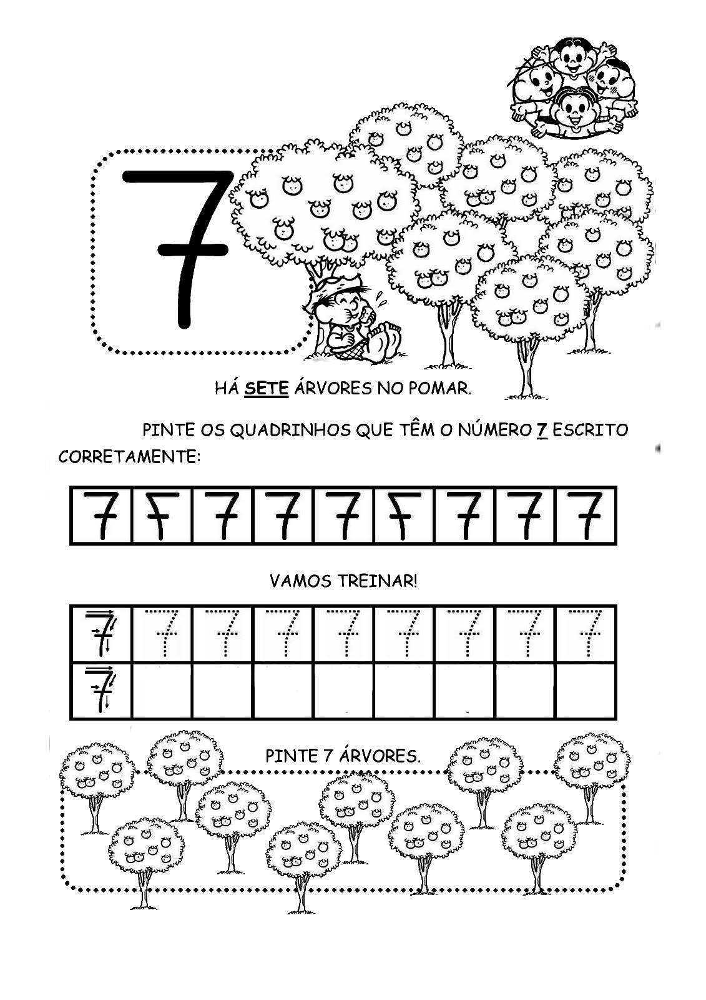 7
HÁ SETE ÁRVORES NO POMAR.
PINTE OS QUADRINHOS QUE TÊM O NÚMERO 7 ESCRITO
CORRETAMENTE:
7 7 7 7 7 7 7 7 7
VAMOS TREINAR!
7 7 7 7 7 7 7 7 7
7
PINTE 7 ÁRVORES.